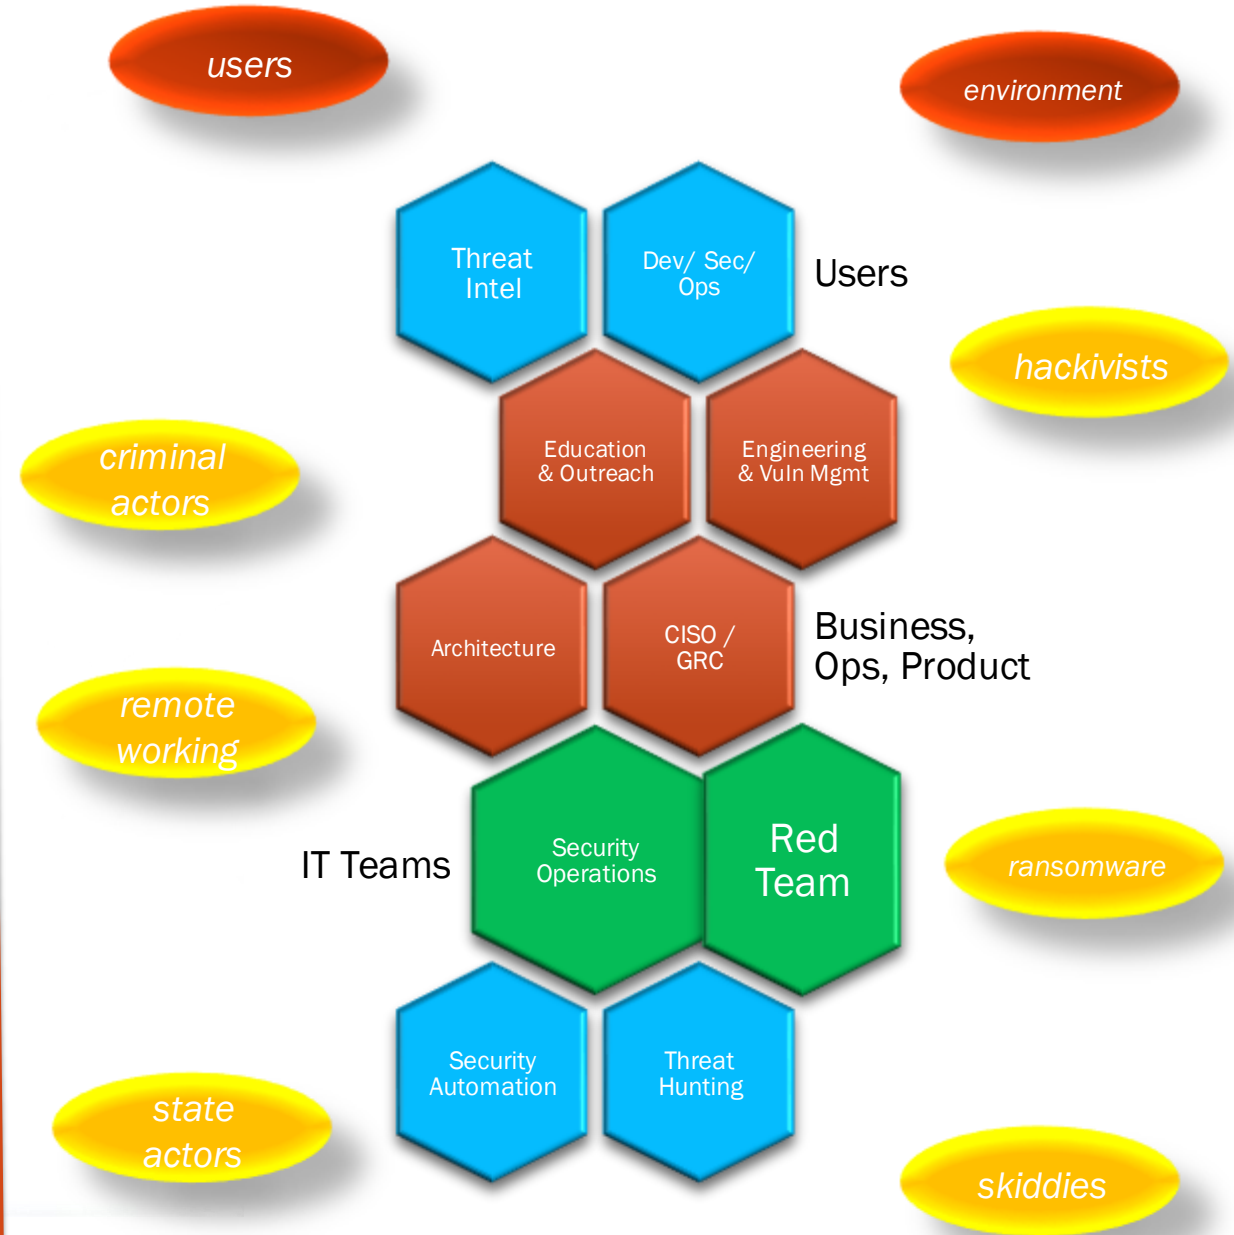 users
environment
Threat
Intel
Dev/ Sec/
Ops
Users
hackivists
criminal
actors
Education
& Outreach
Engineering
& Vuln Mgmt
Architecture
CISO /
GRC
Business,
Ops, Product
remote
working
IT Teams
Security
Operations
Red
Team
ransomware
Security
Automation
Threat
Hunting
state
actors
skiddies